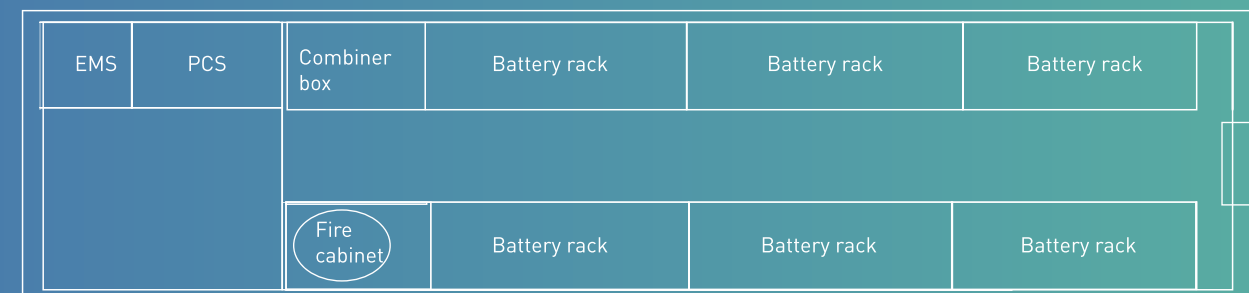 EMS
PCS
Combiner
box
Battery rack
Battery rack
Battery rack
Fire
cabinet
Battery rack
Battery rack
Battery rack